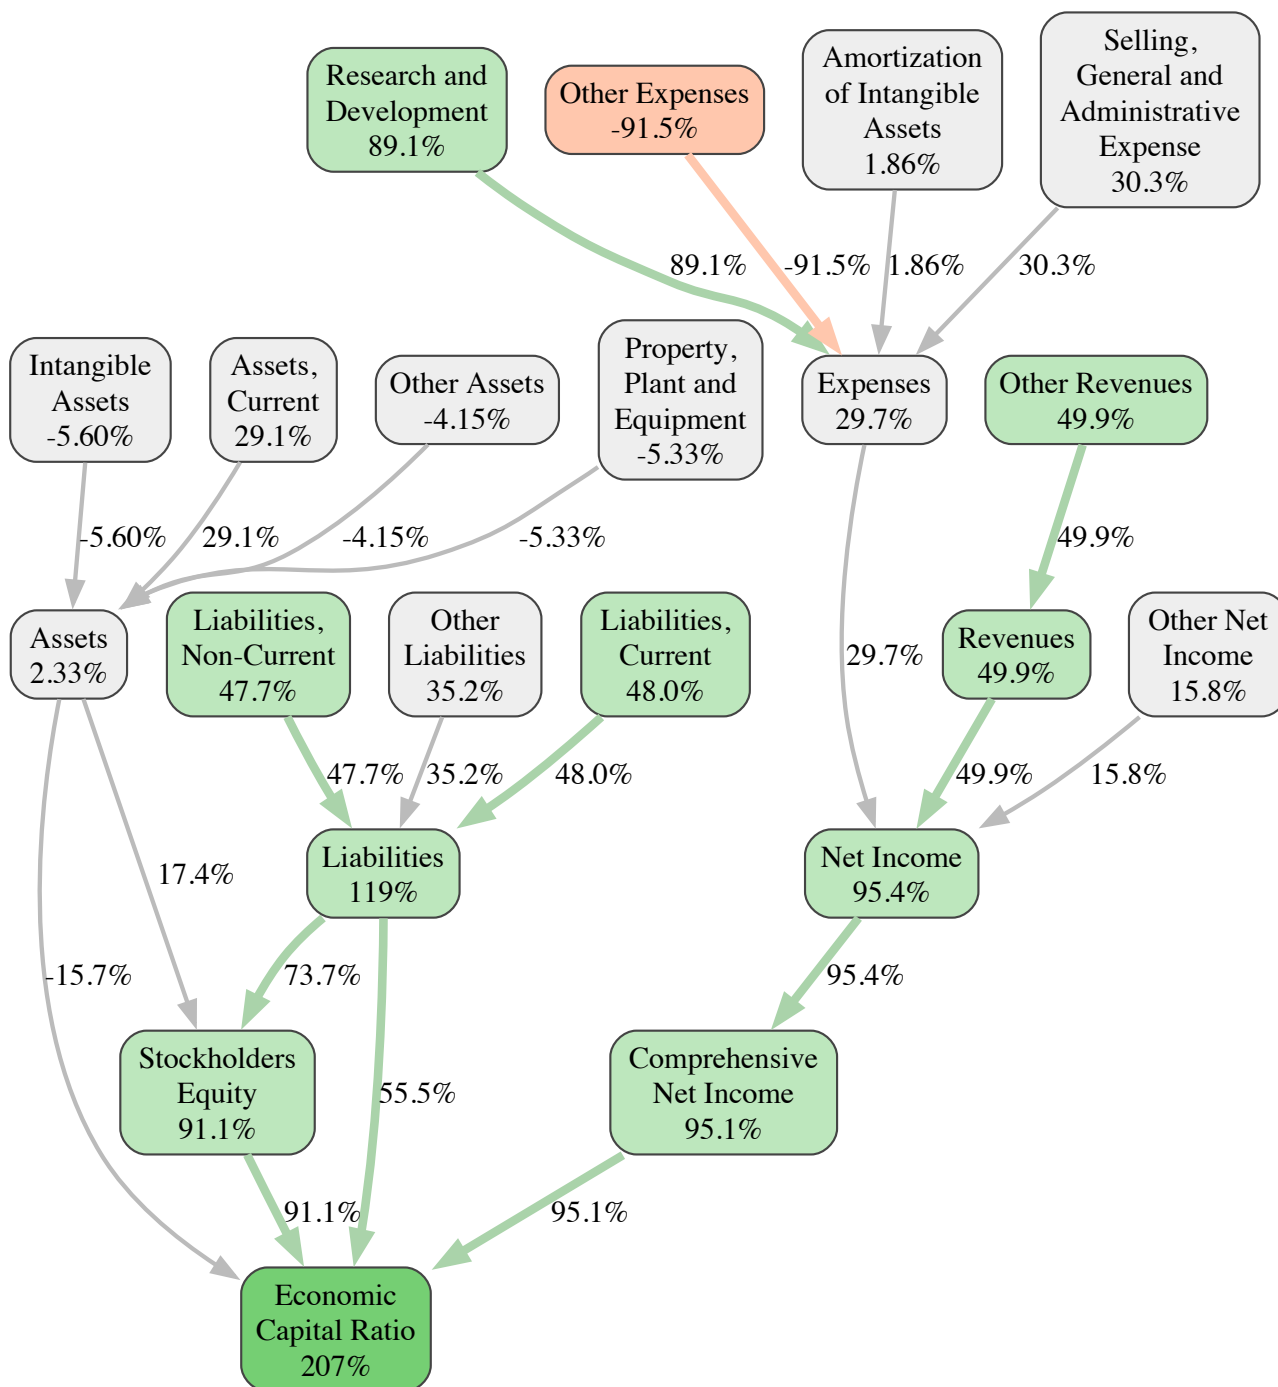 Research and
Development
89.1%
Other Expenses
-91.5%
Amortization
of Intangible
Assets
1.86%
Selling,
General and
Administrative
Expense
30.3%
89.1%
-91.5%
1.86%
30.3%
Intangible
Assets
-5.60%
Assets,
Current
29.1%
Other Assets
-4.15%
Property,
Plant and
Equipment
-5.33%
Expenses
29.7%
Other Revenues
49.9%
-5.60%
29.1%
-4.15%
-5.33%
49.9%
Assets
2.33%
Liabilities,
Non-Current
47.7%
Other
Liabilities
35.2%
Liabilities,
Current
48.0%
29.7%
Revenues
49.9%
Other Net
Income
15.8%
47.7%
35.2%
48.0%
49.9%
15.8%
17.4%
Liabilities
119%
Net Income
95.4%
-15.7%
73.7%
95.4%
Stockholders
Equity
91.1%
55.5%
Comprehensive
Net Income
95.1%
91.1%
95.1%
Economic
Capital Ratio
207%